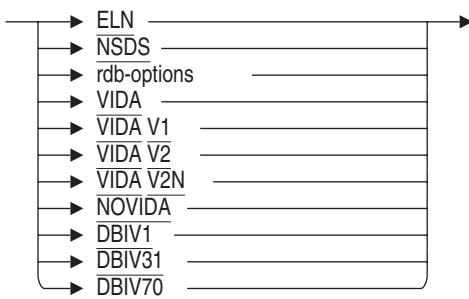 ELN
NSDS
rdb-options
VIDA
VIDA V1
VIDA V2
VIDA V2N
NOVIDA
DBIV1
DBIV31
DBIV70